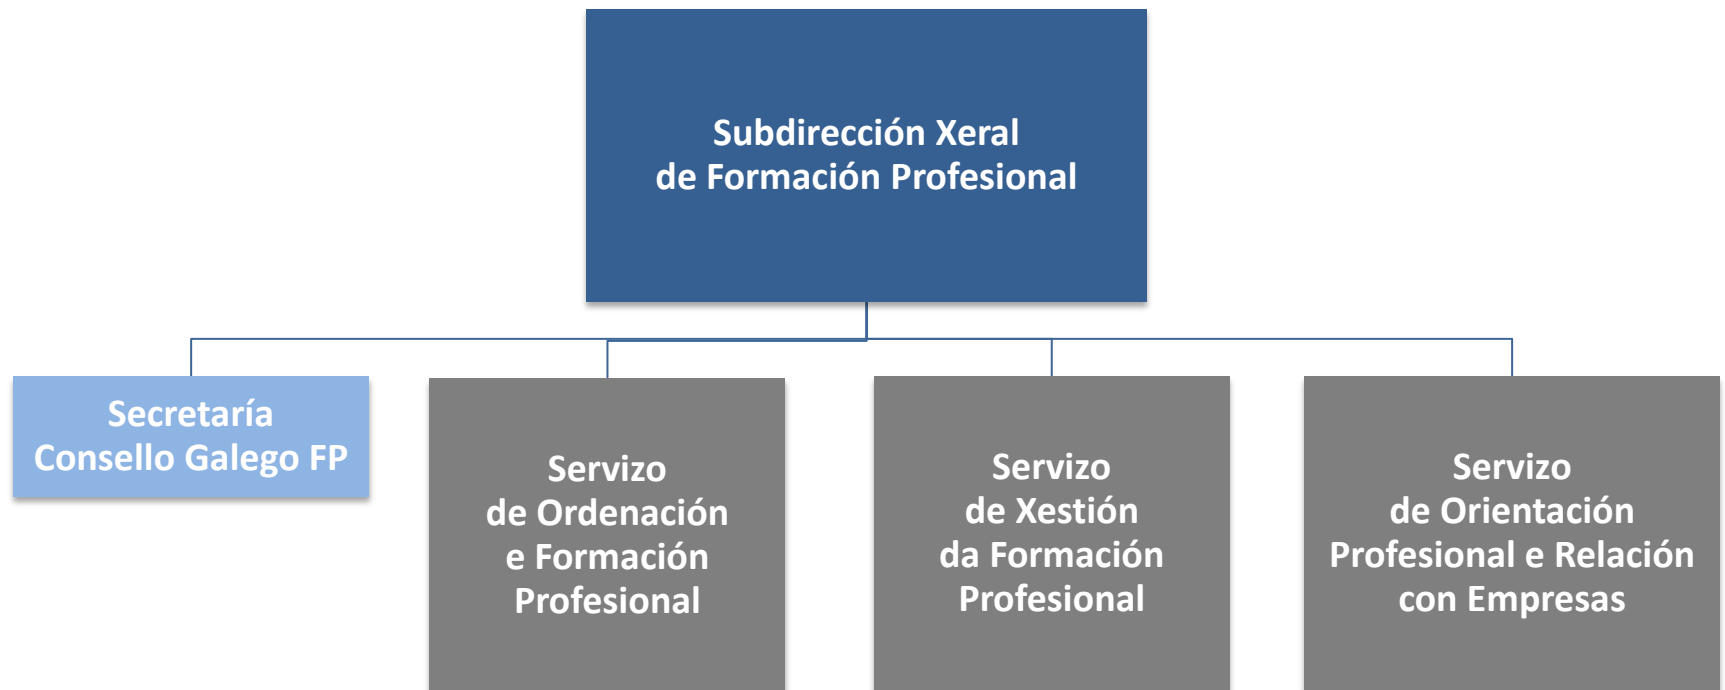 Subdirección Xeral
de Formación Profesional
Secretaría
Consello Galego FP
Servizo
de Ordenación
e Formación
Profesional
Servizo
de Xestión
da Formación
Profesional
Servizo
de Orientación
Profesional e Relación
con Empresas